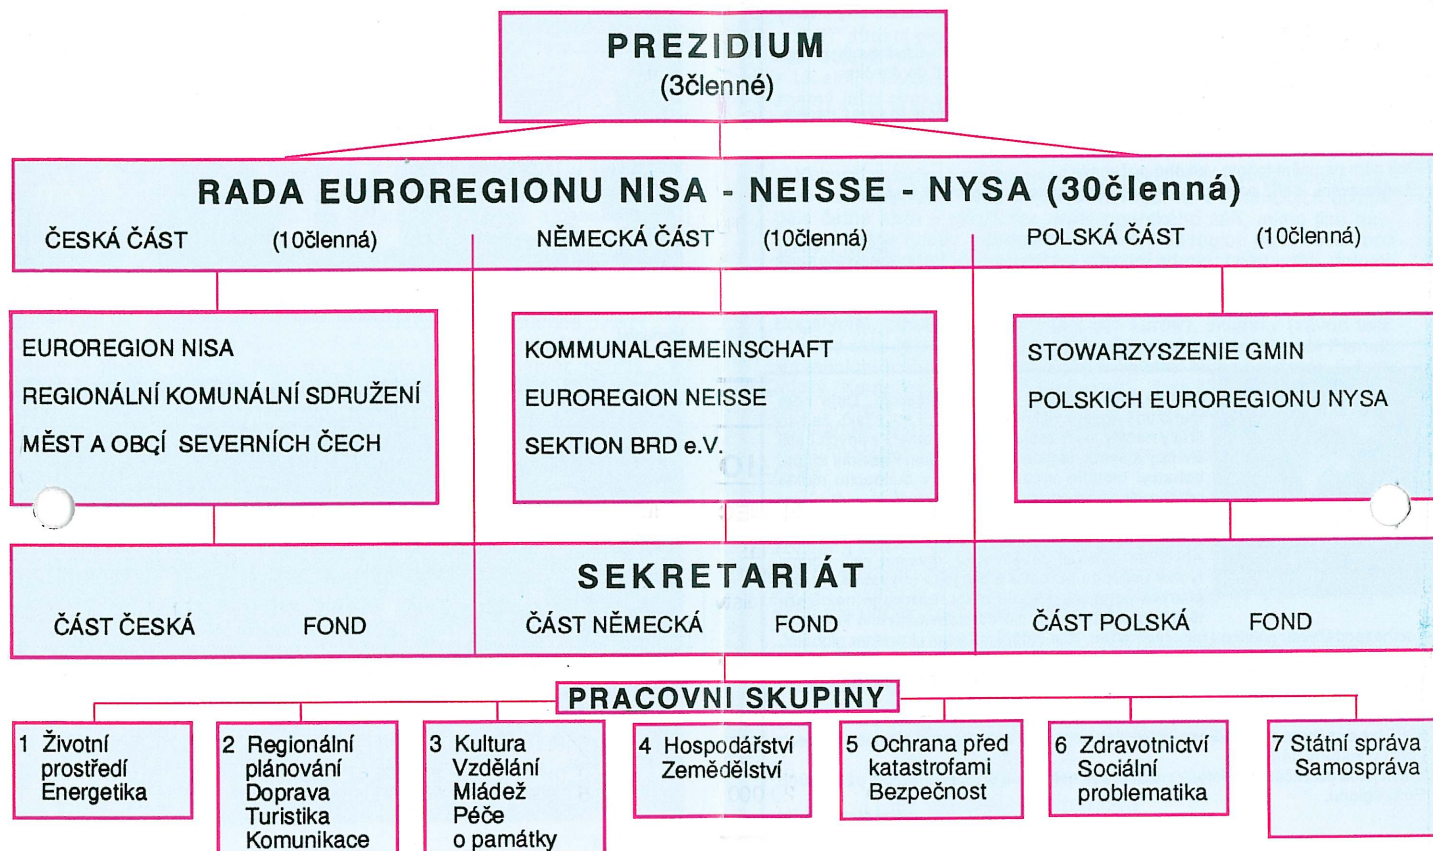 PREZIDIUM
(3členné)
RADA EUROREGIONU NISA - NEISSE - NYSA (30členná)
ČESKÁ ČÁST (10členná) NĚMECKÁ ČÁST (10členná) POLSKÁ ČÁST (10členná)
EUROREGION NISA
REGIONÁLNÍ KOMUNÁLNÍ SDRUŽENÍ
MĚST A OBCÍ SEVERNÍCH ČECH
KOMMUNALGEMEINSCHAFT
EUROREGION NEISSE
SEKTION BRD e.V.
STOWARZYSZENIE GMIN
POLSKICH EUROREGIONU NYSA
SEKRETARIÁT
ČÁST ČESKÁ FOND ČÁST NĚMECKÁ FOND ČÁST POLSKÁ FOND
PRACOVNI SKUPINY
1 Životní
prostředí
Energetika
2 Regionální
plánování
Doprava
Turistika
Komunikace
3 Kultura
Vzdělání
Mládež
Péče
o památky
4 Hospodářství
Zemědělství
5 Ochrana před
katastrofami
Bezpečnost
6 Zdravotnictví
Sociální
problematika
7 Státní správa
Samospráva